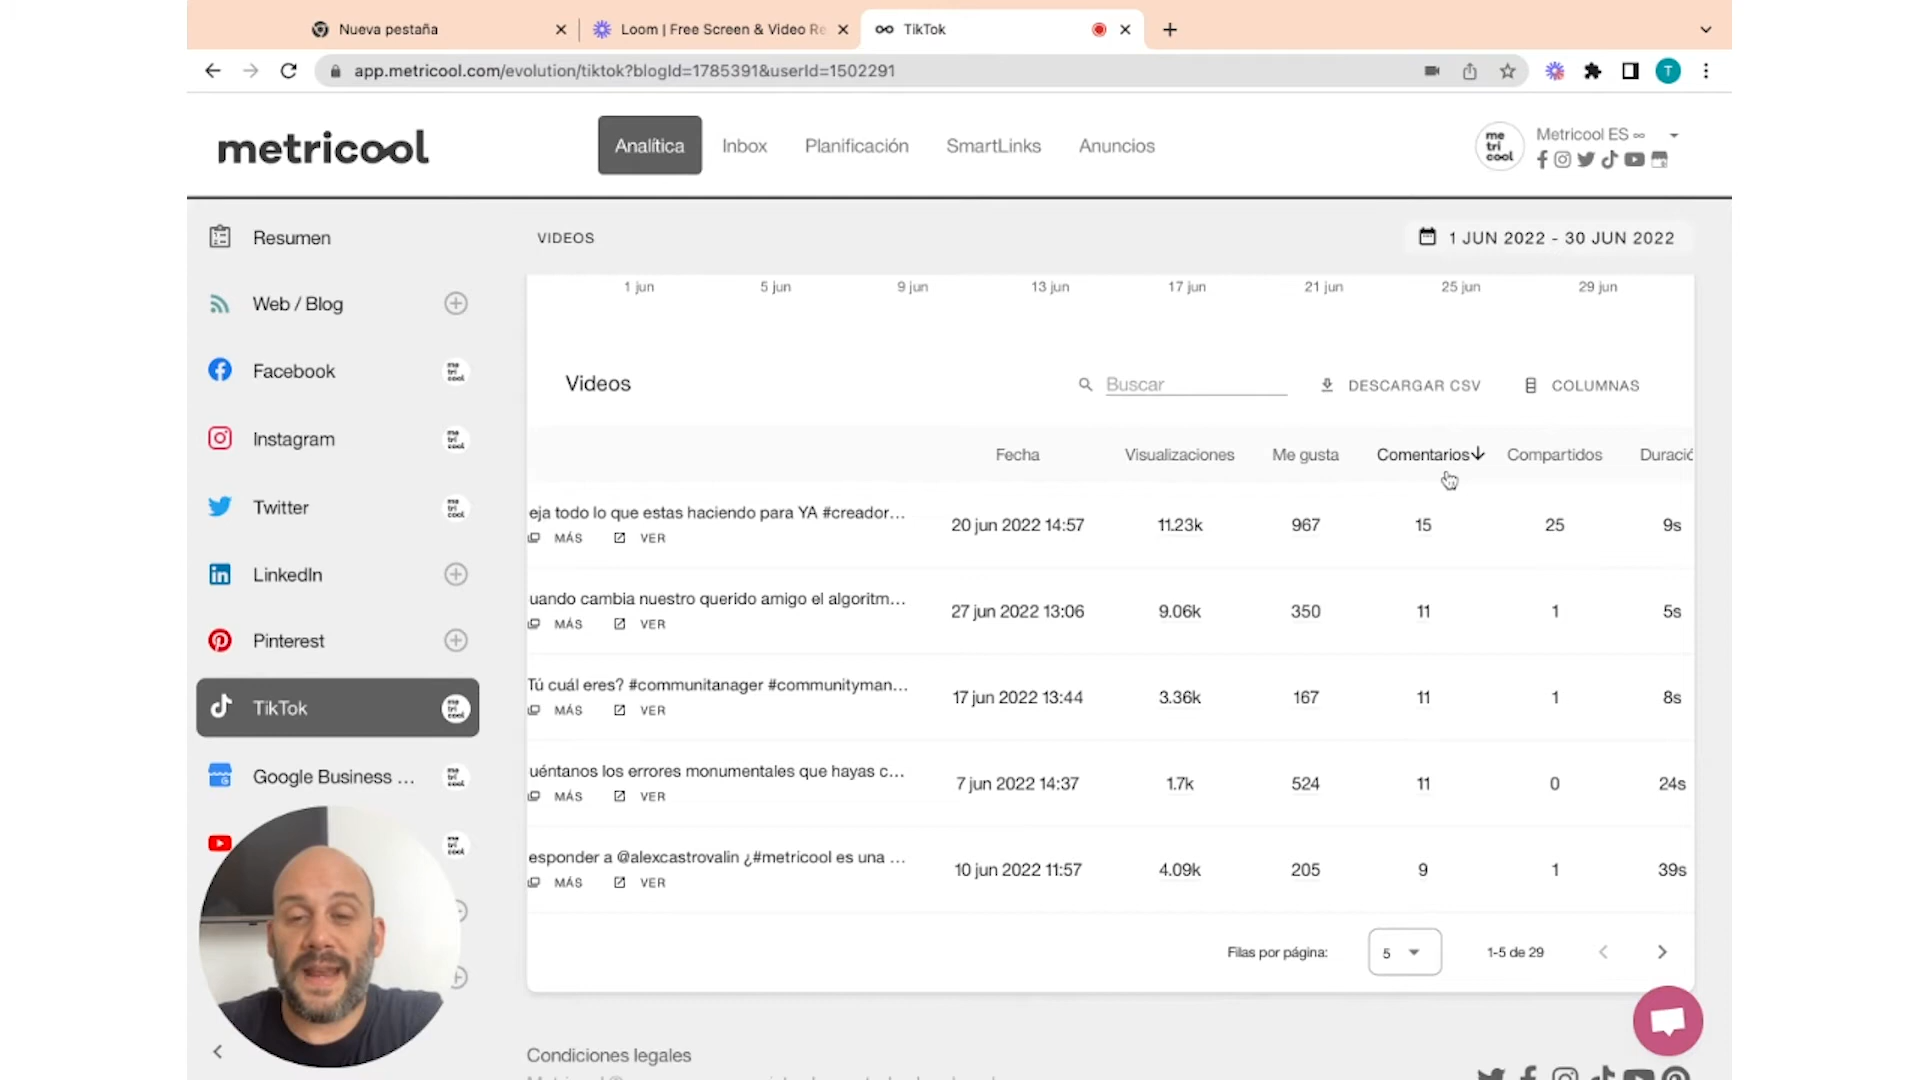 Nueva pestaña
Loom | Free Screen & Video Re
TikTok
app.metricool.com/evolution/tiktok?blogId=1785391&userId=1502291
T
metricool
Analítica
Inbox
Planificación
SmartLinks
Anuncios
me
tri
cool
Metricool ES
Resumen
Web / Blog
Facebook
Instagram
Twitter
LinkedIn
Pinterest
TikTok
Google Business ...
VIDEOS
1 JUN 2022 - 30 JUN 2022
1 jun 5 jun 9 jun 13 jun 17 jun 21 jun 25 jun 29 jun
Videos
Buscar
DESCARGAR CSV
COLUMNAS
Fecha Visualizaciones Me gusta Comentarios Compartidos Duració
eja todo lo que estas haciendo para YA #creador...
MÁS VER
20 jun 2022 14:57 11.23k 967 15 25 9s
uando cambia nuestro querido amigo el algoritm...
MÁS VER
27 jun 2022 13:06 9.06k 350 11 1 5s
Tú cuál eres? #communitanager #communityman...
MÁS VER
17 jun 2022 13:44 3.36k 167 11 1 8s
uéntanos los errores monumentales que hayas c...
MÁS VER
7 jun 2022 14:37 1.7k 524 11 0 24s
esponder a @alexcastrovalin ¿#metricool es una ...
MÁS VER
10 jun 2022 11:57 4.09k 205 9 1 39s
Filas por página: 5 1-5 de 29
Condiciones legales